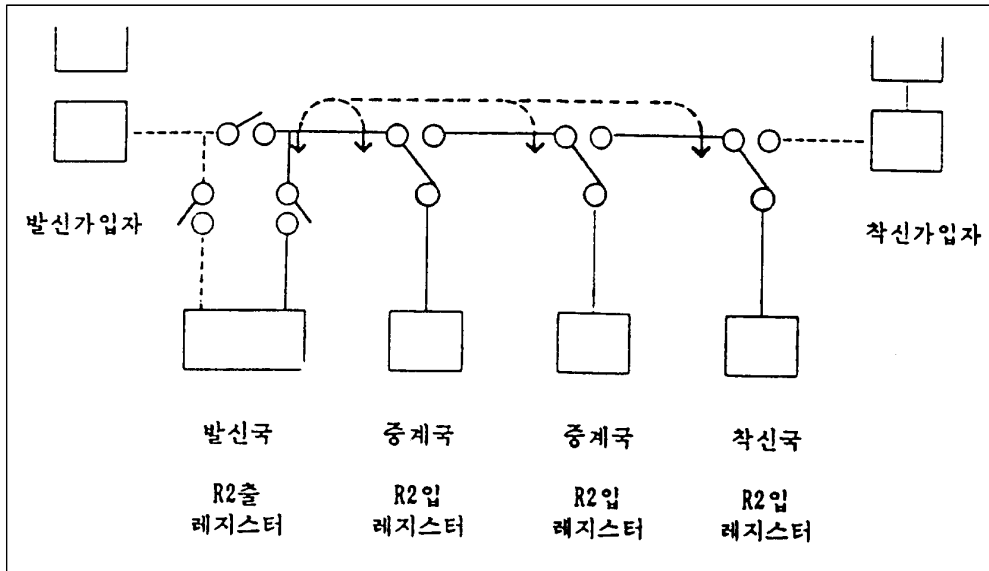 발신가입자
착신가입자
발신국
중계국
중계국
착신국
R2출
R2입
R2입
R2입
레지스터
레지스터
레지스터
레지스터